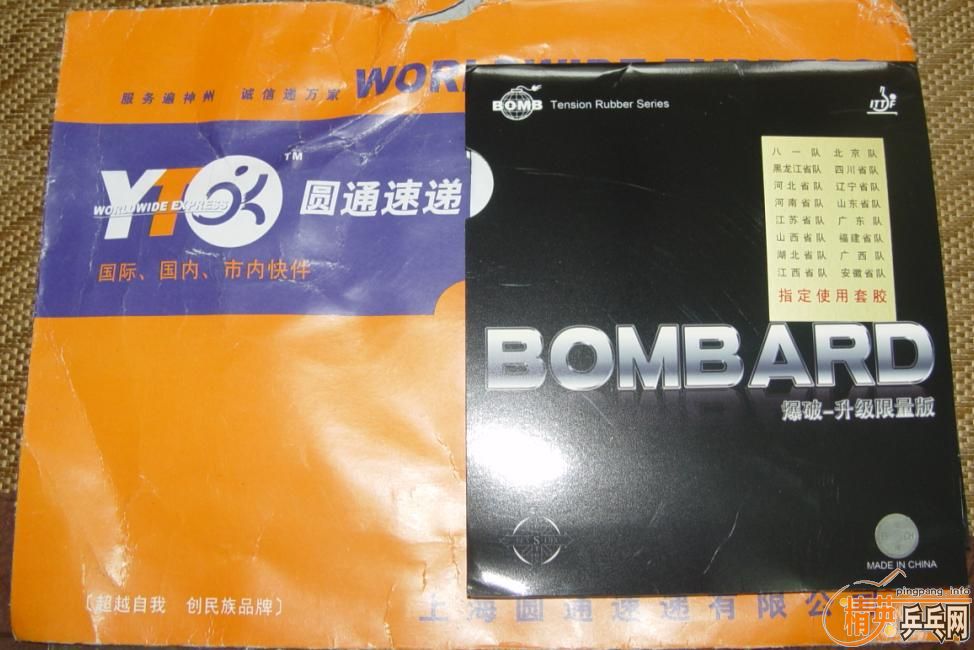 服务遍神州 诚信递万家
WORLDWIDE EXPRESS
YTO
TM
WORLDWIDE EXPRESS
圆通速递
国际、国内、市内快件
〔超越自我 创民族品牌〕
上海圆通速递有限公司
BOMB Tension Rubber Series
ITTF
八一队 北京队
黑龙江省队 四川省队
河北省队 辽宁省队
河南省队 山东省队
江苏省队 广东队
山西省队 福建省队
湖北省队 广西队
江西省队 安徽省队
指定使用套胶
BOMBARD
爆破-升级限量版
MADE IN CHINA
pingpang.info
精英乒乓网